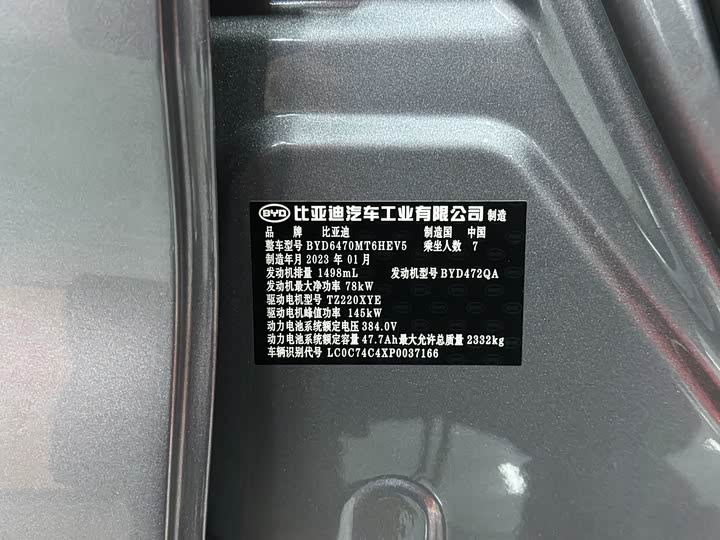 BYD 比亚迪汽车工业有限公司 制造
品 牌 比亚迪 制造国 中国
整车型号 BYD6470MT6HEV5 乘坐人数 7
制造年月 2023 年 01 月
发动机排量 1498mL 发动机型号 BYD472QA
发动机最大净功率 78kW
驱动电机型号 TZ220XYE
驱动电机峰值功率 145kW
动力电池系统额定电压 384.0V
动力电池系统额定容量 47.7Ah 最大允许总质量 2332kg
车辆识别代号 LC0C74C4XP0037166